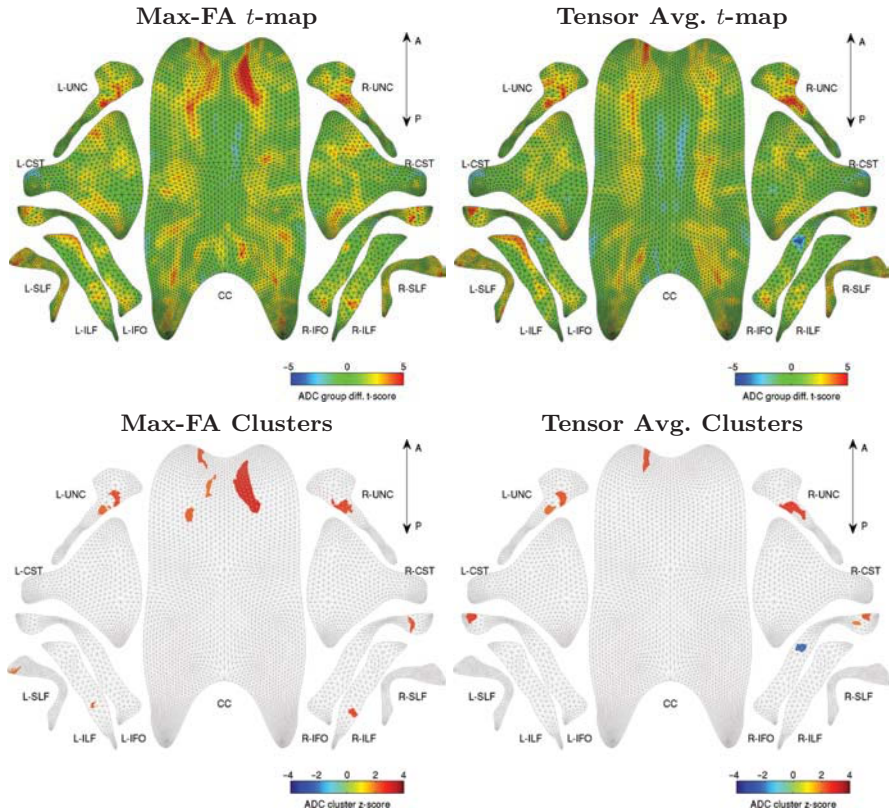 Max-FA t-map
Tensor Avg. t-map
A
P
L-UNC
R-UNC
L-CST
R-CST
L-SLF
R-SLF
CC
L-ILF
L-IFO
R-IFO
R-ILF
−5 0 5
ADC group diff. t-score
A
P
L-UNC
R-UNC
L-CST
R-CST
L-SLF
R-SLF
CC
L-ILF
L-IFO
R-IFO
R-ILF
−5 0 5
ADC group diff. t-score
Max-FA Clusters
Tensor Avg. Clusters
A
P
L-UNC
R-UNC
L-CST
R-CST
L-SLF
R-SLF
CC
L-ILF
L-IFO
R-IFO
R-ILF
−4 −2 0 2 4
ADC cluster z-score
A
P
L-UNC
R-UNC
L-CST
R-CST
L-SLF
R-SLF
CC
L-ILF
L-IFO
R-IFO
R-ILF
−4 −2 0 2 4
ADC cluster z-score